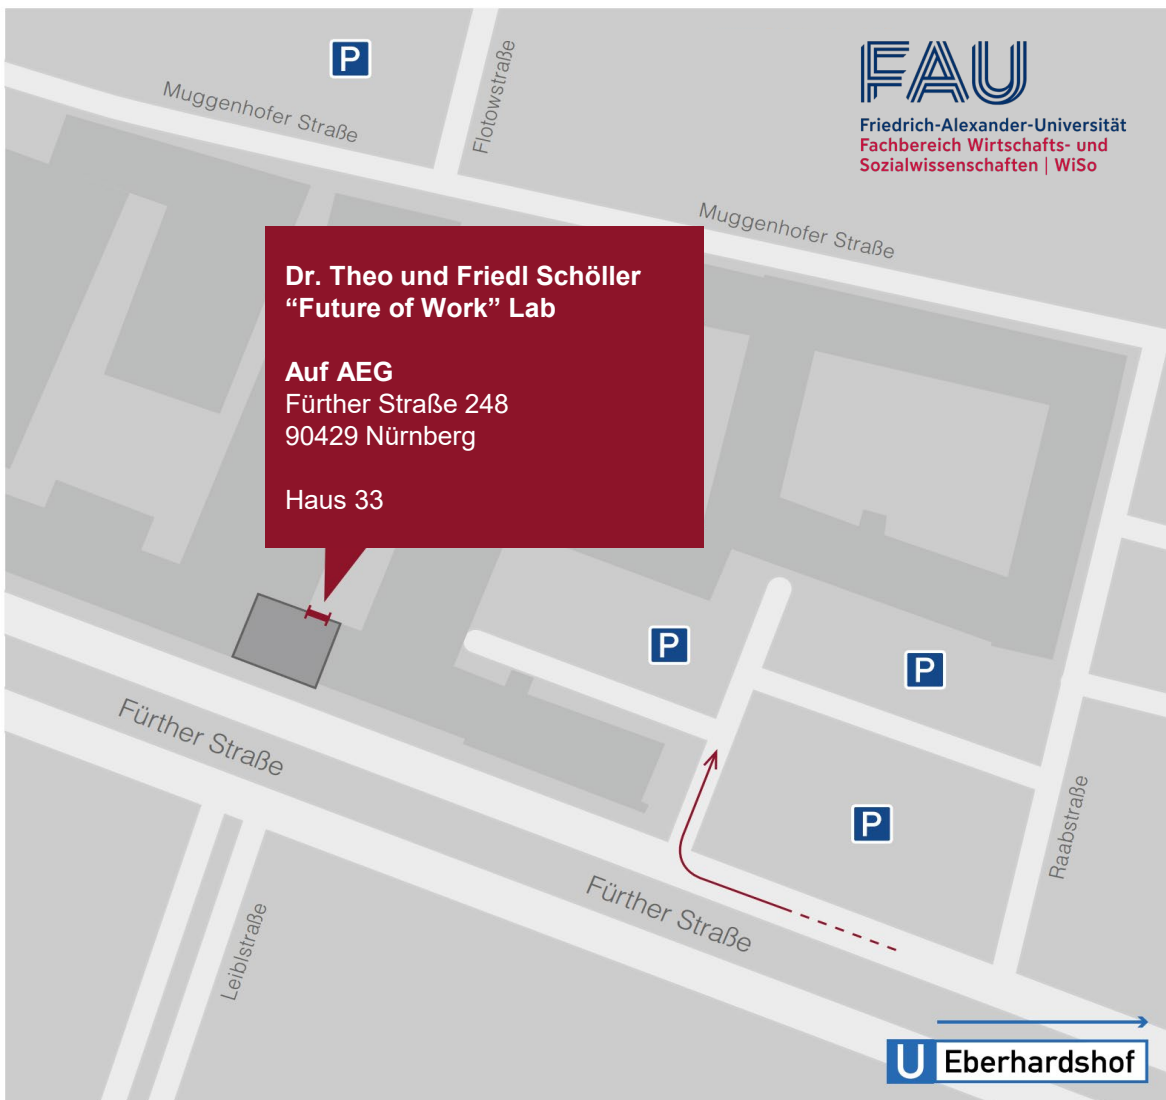 P
Muggenhofer Straße
Flotowstraße
FAU
Friedrich-Alexander-Universität
Fachbereich Wirtschafts- und
Sozialwissenschaften | WiSo
Muggenhofer Straße
Dr. Theo und Friedl Schöller
“Future of Work” Lab
Auf AEG
Fürther Straße 248
90429 Nürnberg
Haus 33
P
P
Fürther Straße
P
Raabstraße
Fürther Straße
Leiblstraße
U Eberhardshof